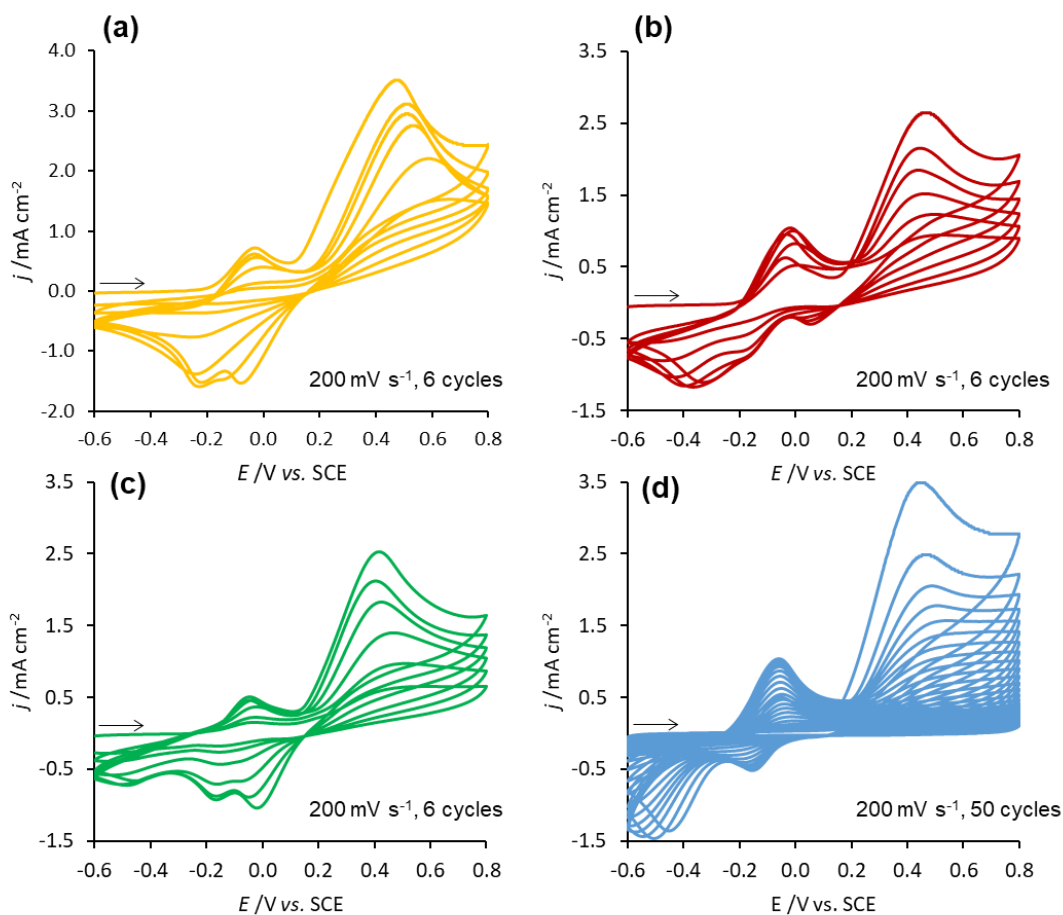 (a)
4.0
3.0
2.0
1.0
0.0
-1.0
-2.0
j /mA cm⁻²
200 mV s⁻¹, 6 cycles
-0.6 -0.4 -0.2 0.0 0.2 0.4 0.6 0.8
E /V vs. SCE
(b)
3.5
2.5
1.5
0.5
-0.5
-1.5
j /mA cm⁻²
200 mV s⁻¹, 6 cycles
-0.6 -0.4 -0.2 0.0 0.2 0.4 0.6 0.8
E /V vs. SCE
(c)
3.5
2.5
1.5
0.5
-0.5
-1.5
j /mA cm⁻²
200 mV s⁻¹, 6 cycles
-0.6 -0.4 -0.2 0.0 0.2 0.4 0.6 0.8
E /V vs. SCE
(d)
3.5
2.5
1.5
0.5
-0.5
-1.5
j /mA cm⁻²
200 mV s⁻¹, 50 cycles
-0.6 -0.4 -0.2 0.0 0.2 0.4 0.6 0.8
E /V vs. SCE